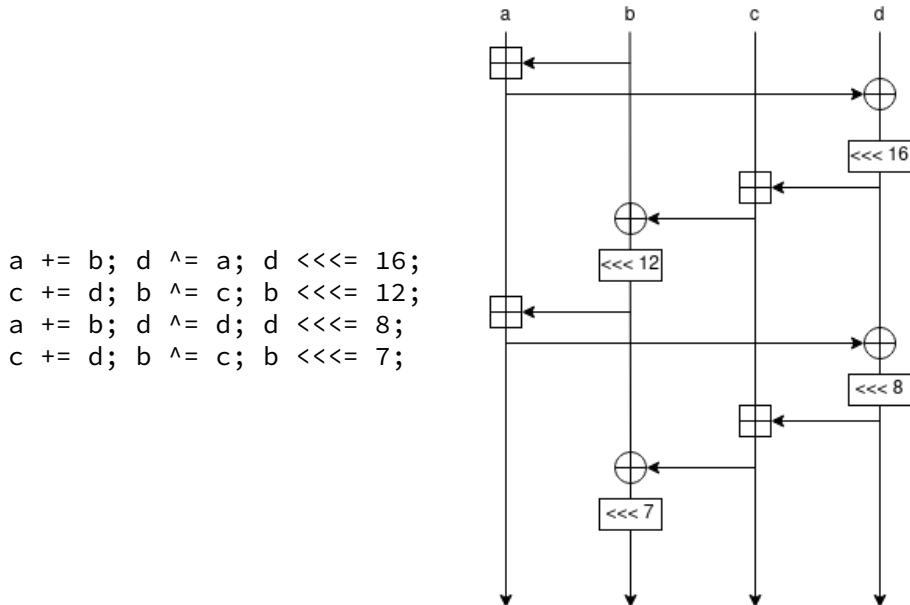 a b c d
<<< 16
a += b; d ^= a; d <<<= 16;
c += d; b ^= c; b <<<= 12;
a += b; d ^= d; d <<<= 8;
c += d; b ^= c; b <<<= 7;
<<< 12
<<< 8
<<< 7